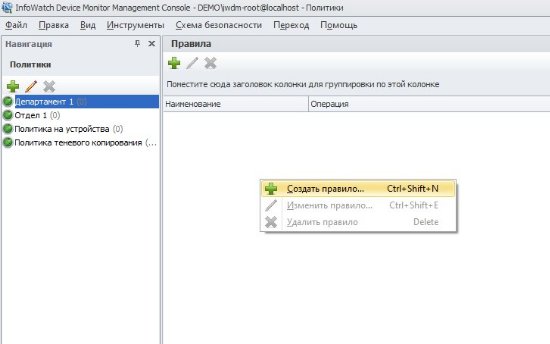 InfoWatch Device Monitor Management Console - DEMO\iwdm-root@localhost - Политики
Файл Правка Вид Инструменты Схема безопасности Переход Помощь
Навигация
Политики
Департамент 1 (0)
Отдел 1 (0)
Политика на устройства (0)
Политика теневого копирования (...
Правила
Поместите сюда заголовок колонки для группировки по этой колонке
Наименование Операция
Создать правило... Ctrl+Shift+N
Изменить правило... Ctrl+Shift+E
Удалить правило Delete